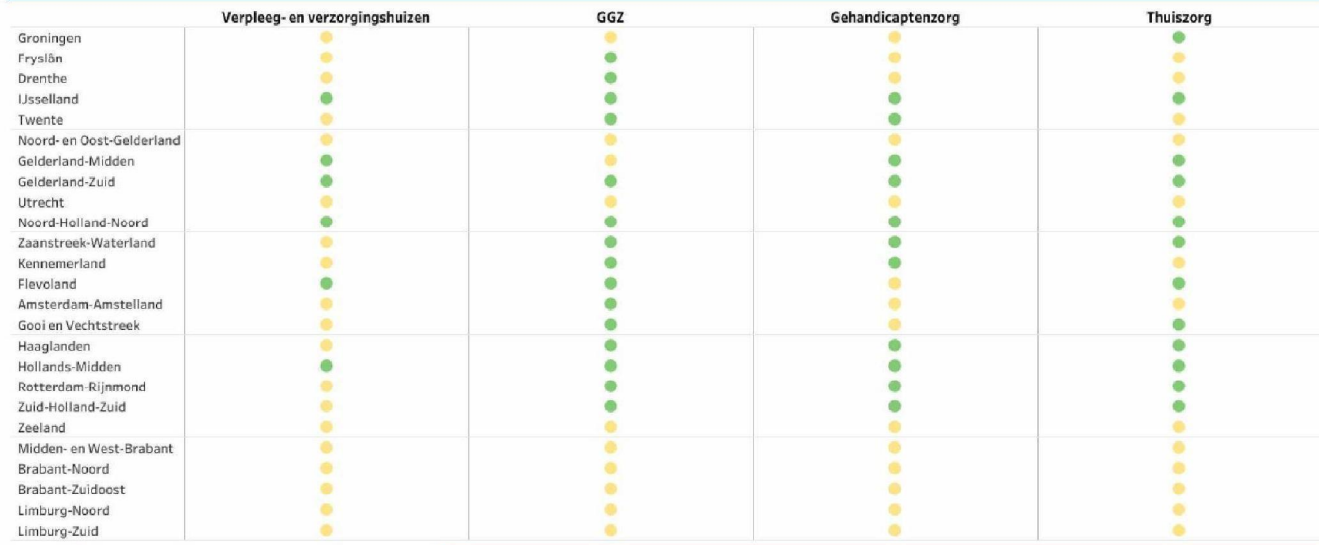 Verpleeg- en verzorgingshuizen GGZ Gehandicaptenzorg Thuiszorg
Groningen
Fryslân
Drenthe
IJsselland
Twente
Noord- en Oost-Gelderland
Gelderland-Midden
Gelderland-Zuid
Utrecht
Noord-Holland-Noord
Zaanstreek-Waterland
Kennemerland
Flevoland
Amsterdam-Amstelland
Gooi en Vechtstreek
Haaglanden
Hollands-Midden
Rotterdam-Rijnmond
Zuid-Holland-Zuid
Zeeland
Midden- en West-Brabant
Brabant-Noord
Brabant-Zuidoost
Limburg-Noord
Limburg-Zuid